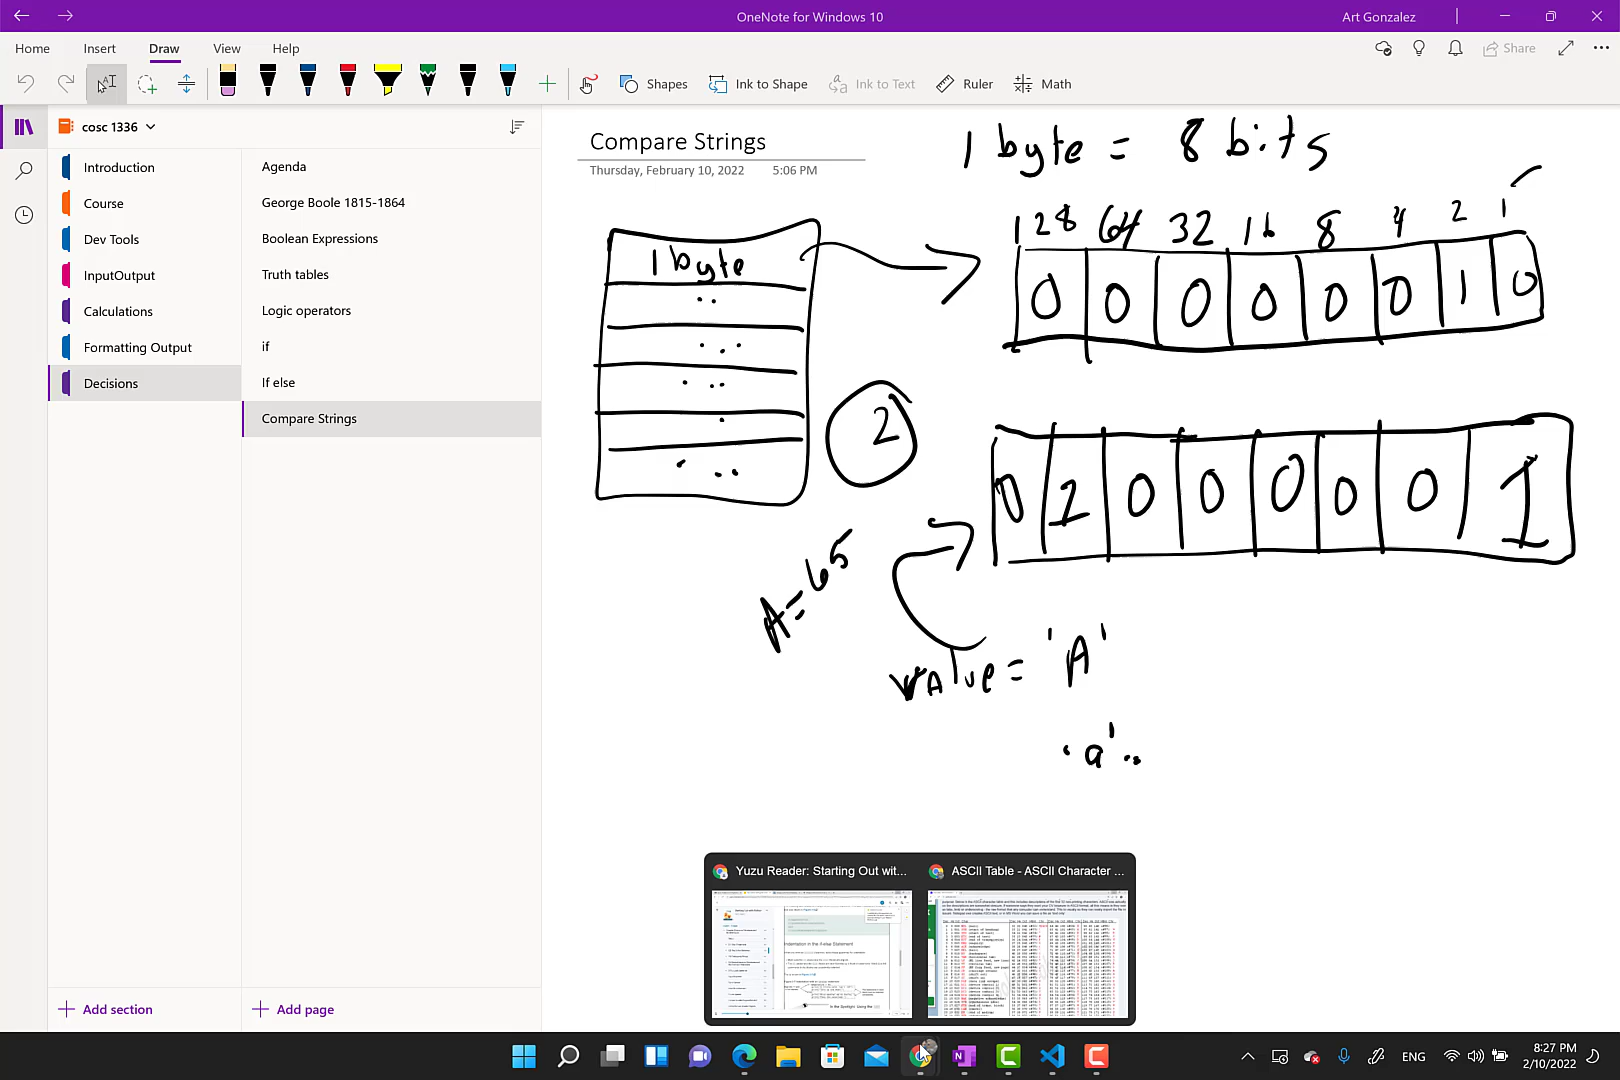 OneNote for Windows 10
Art Gonzalez
Home Insert Draw View Help
Share
Shapes Ink to Shape Ink to Text Ruler Math
cosc 1336
Introduction
Course
Dev Tools
InputOutput
Calculations
Formatting Output
Decisions
Agenda
George Boole 1815-1864
Boolean Expressions
Truth tables
Logic operators
if
If else
Compare Strings
Add section
Add page
Compare Strings
Thursday, February 10, 2022 5:06 PM
1 byte = 8 bits
128 64 32 16 8 4 2 1
1 byte
0 0 0 0 0 0 1 0
2
0 1 0 0 0 0 0 1
A=65
value = 'A'
'a'
Yuzu Reader: Starting Out wit...
ASCII Table - ASCII Character ...
ENG
8:27 PM
2/10/2022